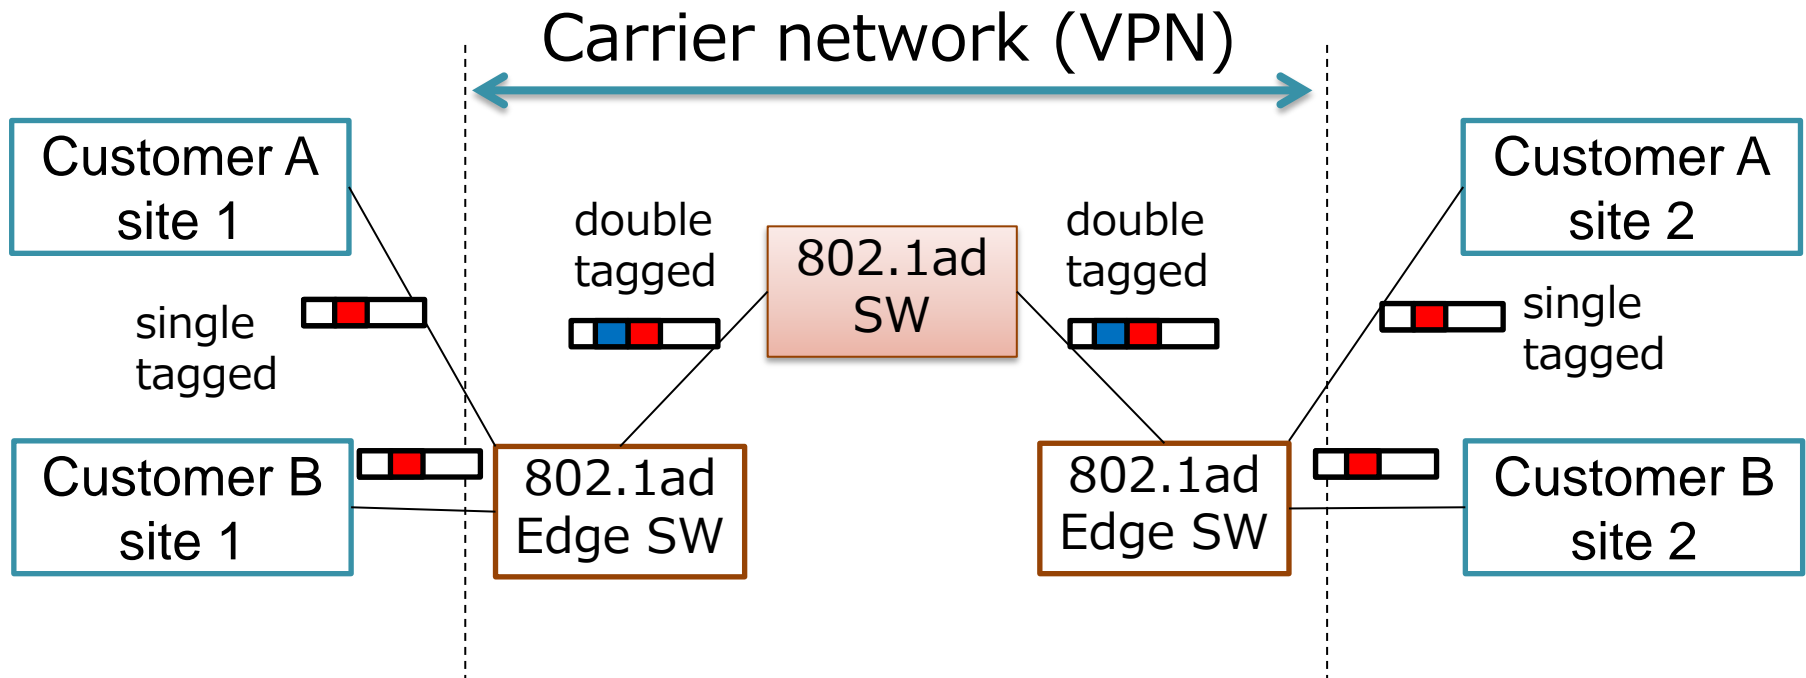 Carrier network (VPN)
Customer A
site 1
double
tagged
802.1ad
SW
double
tagged
Customer A
site 2
single
tagged
single
tagged
Customer B
site 1
802.1ad
Edge SW
802.1ad
Edge SW
Customer B
site 2